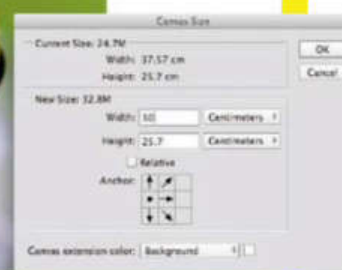 Canvas Size
Current Size: 24.7M
Width: 37.57 cm
Height: 25.7 cm
OK
Cancel
New Size: 32.8M
Width: 50 Centimeters
Height: 25.7 Centimeters
Relative
Anchor:
Canvas extension color: Background